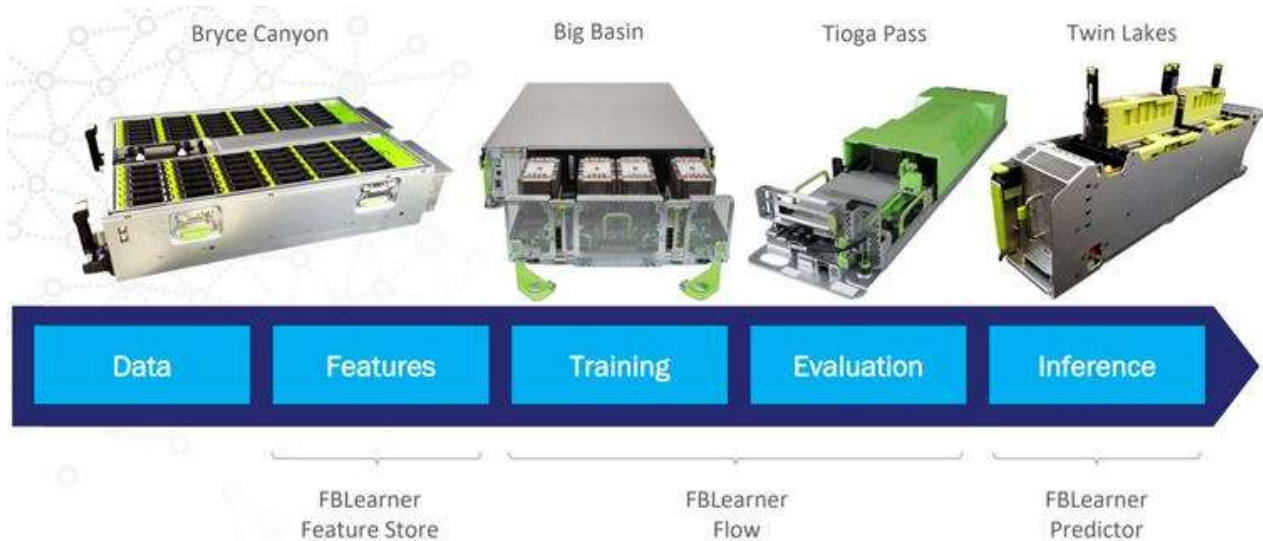 Bryce Canyon
Big Basin
Tioga Pass
Twin Lakes
Data
Features
Training
Evaluation
Inference
FBLearner
Feature Store
FBLearner
Flow
FBLearner
Predictor